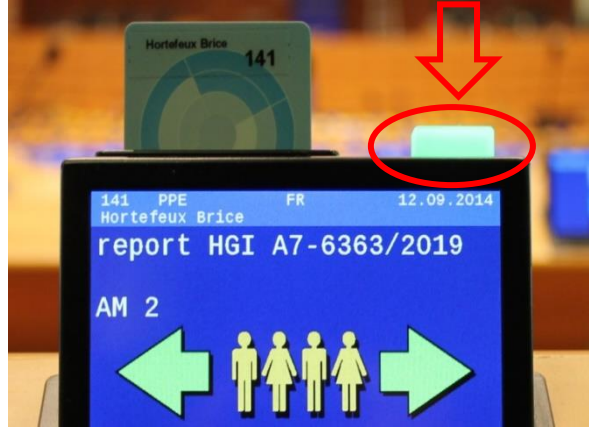 Hortefeux Brice
141
141 PPE FR 12.09.2014
Hortefeux Brice
report HGI A7-6363/2019
AM 2